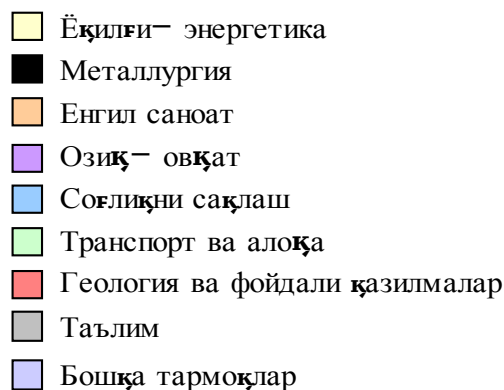 Ёқилғи– энергетика
Металлургия
Енгил саноат
Озиқ– овқат
Соғлиқни сақлаш
Транспорт ва алоқа
Геология ва фойдали қазилмалар
Таълим
Бошқа тармоқлар